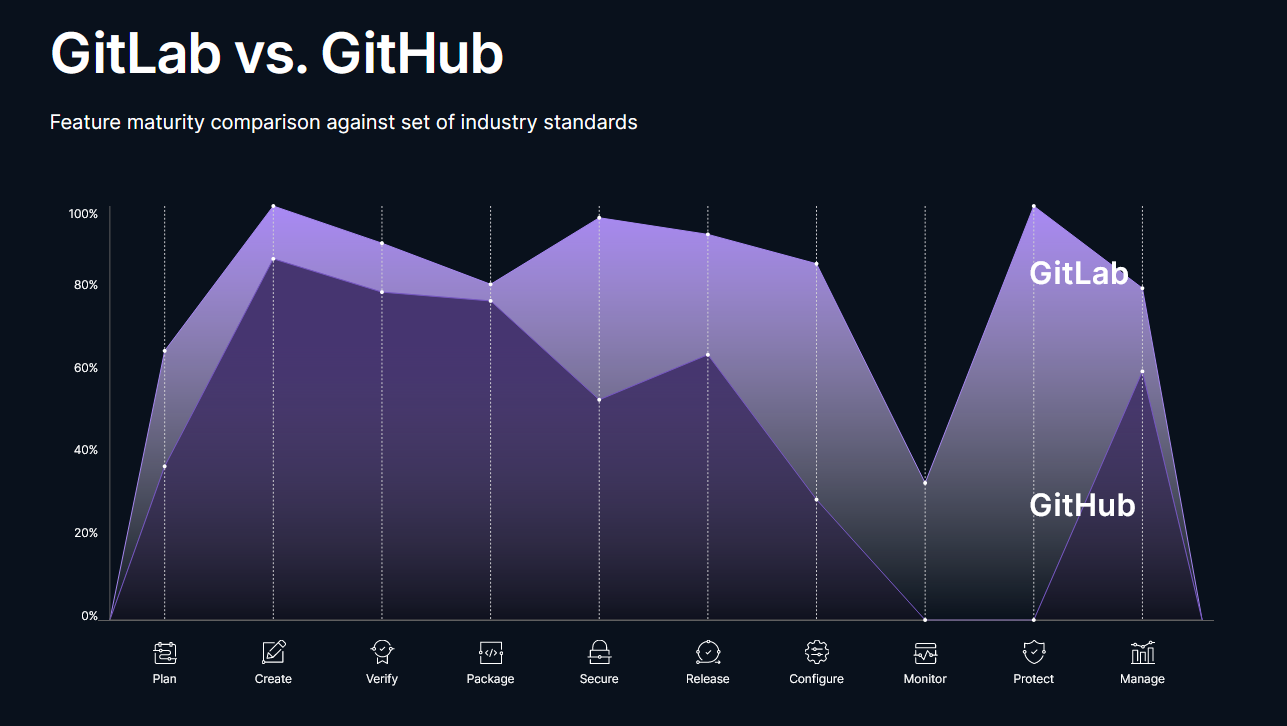 GitLab vs. GitHub
Feature maturity comparison against set of industry standards
100%
80%
60%
40%
20%
0%
GitLab
GitHub
Plan
Create
Verify
Package
Secure
Release
Configure
Monitor
Protect
Manage